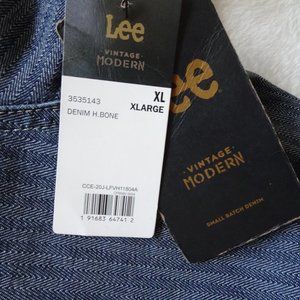 Lee
VINTAGE
MODERN
3535143
DENIM H.BONE
XL
XLARGE
CCE-20J-LFVH11804A
1 91683 64741 2
Lee
VINTAGE
MODERN
SMALL BATCH DENIM